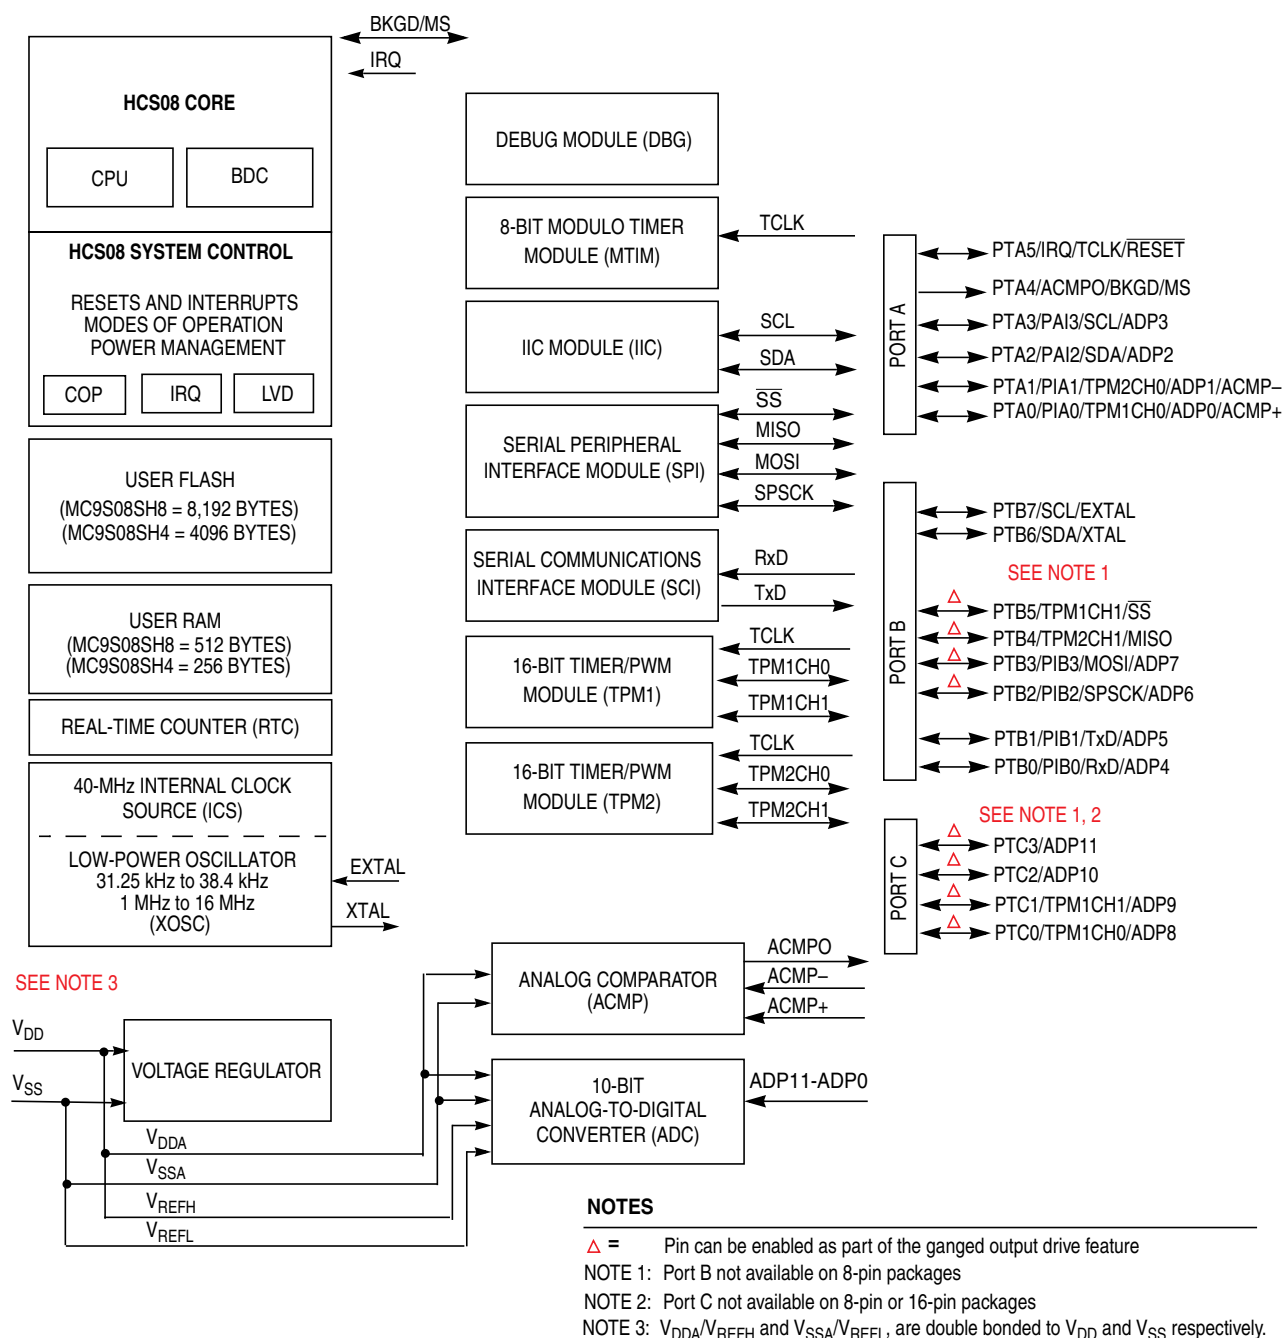 BKGD/MS
IRQ
HCS08 CORE
CPU
BDC
HCS08 SYSTEM CONTROL
RESETS AND INTERRUPTS
MODES OF OPERATION
POWER MANAGEMENT
COP
IRQ
LVD
USER FLASH
(MC9S08SH8 = 8,192 BYTES)
(MC9S08SH4 = 4096 BYTES)
USER RAM
(MC9S08SH8 = 512 BYTES)
(MC9S08SH4 = 256 BYTES)
REAL-TIME COUNTER (RTC)
40-MHz INTERNAL CLOCK
SOURCE (ICS)
LOW-POWER OSCILLATOR
31.25 kHz to 38.4 kHz
1 MHz to 16 MHz
(XOSC)
EXTAL
XTAL
SEE NOTE 3
VDD
VSS
VOLTAGE REGULATOR
VDDA
VSSA
VREFH
VREFL
DEBUG MODULE (DBG)
8-BIT MODULO TIMER
MODULE (MTIM)
TCLK
IIC MODULE (IIC)
SCL
SDA
SERIAL PERIPHERAL
INTERFACE MODULE (SPI)
S̅S̅
MISO
MOSI
SPSCK
SERIAL COMMUNICATIONS
INTERFACE MODULE (SCI)
RxD
TxD
16-BIT TIMER/PWM
MODULE (TPM1)
TCLK
TPM1CH0
TPM1CH1
16-BIT TIMER/PWM
MODULE (TPM2)
TCLK
TPM2CH0
TPM2CH1
ANALOG COMPARATOR
(ACMP)
ACMPO
ACMP–
ACMP+
10-BIT
ANALOG-TO-DIGITAL
CONVERTER (ADC)
ADP11-ADP0
PORT A
PTA5/IRQ/TCLK/R̅E̅S̅E̅T̅
PTA4/ACMPO/BKGD/MS
PTA3/PAI3/SCL/ADP3
PTA2/PAI2/SDA/ADP2
PTA1/PIA1/TPM2CH0/ADP1/ACMP–
PTA0/PIA0/TPM1CH0/ADP0/ACMP+
PORT B
PTB7/SCL/EXTAL
PTB6/SDA/XTAL
SEE NOTE 1
Δ PTB5/TPM1CH1/S̅S̅
Δ PTB4/TPM2CH1/MISO
Δ PTB3/PIB3/MOSI/ADP7
Δ PTB2/PIB2/SPSCK/ADP6
PTB1/PIB1/TxD/ADP5
PTB0/PIB0/RxD/ADP4
SEE NOTE 1, 2
PORT C
Δ PTC3/ADP11
Δ PTC2/ADP10
Δ PTC1/TPM1CH1/ADP9
Δ PTC0/TPM1CH0/ADP8
NOTES
Δ = Pin can be enabled as part of the ganged output drive feature
NOTE 1: Port B not available on 8-pin packages
NOTE 2: Port C not available on 8-pin or 16-pin packages
NOTE 3: VDDA/VREFH and VSSA/VREFL, are double bonded to VDD and VSS respectively.